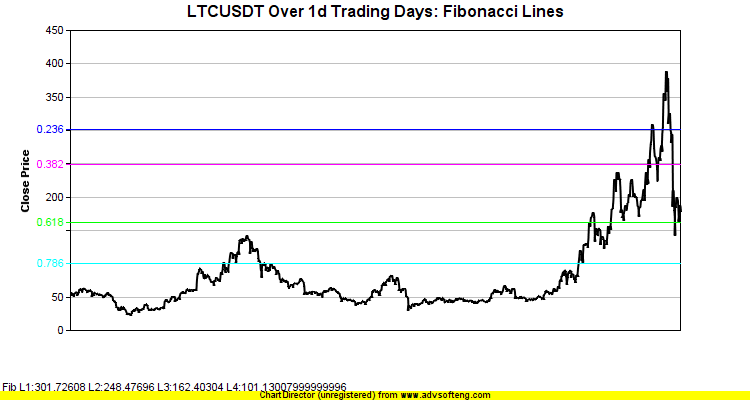 LTCUSDT Over 1d Trading Days: Fibonacci Lines
450
400
350
0.236
0.382
200
0.618
0.786
50
0
Close Price
Fib L1:301.72608 L2:248.47696 L3:162.40304 L4:101.13007999999996
ChartDirector (unregistered) from www.advsofteng.com